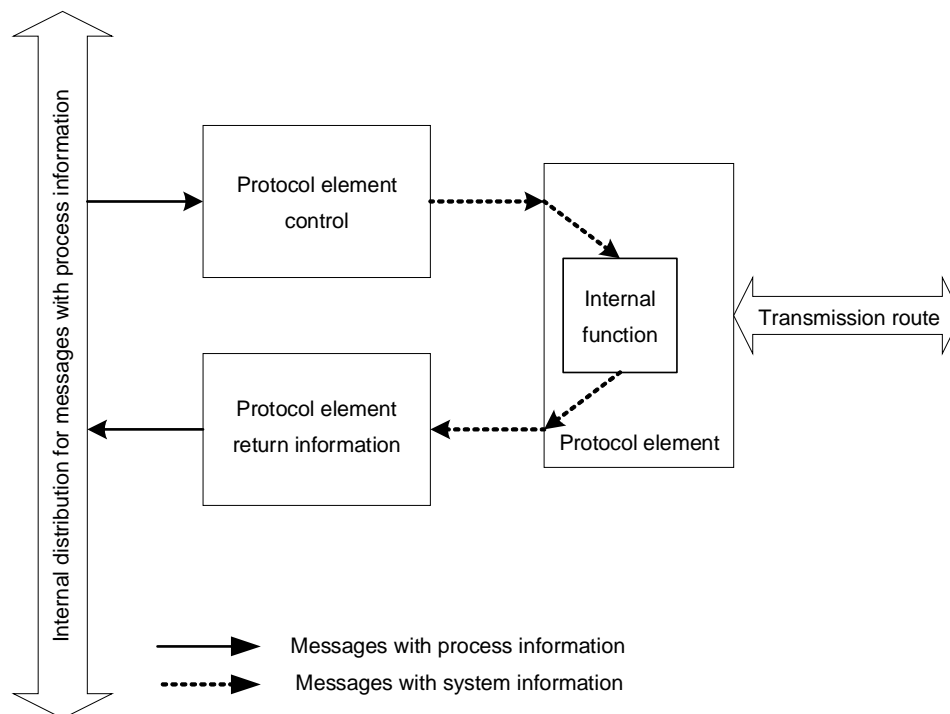 Internal distribution for messages with process information
Protocol element
control
Internal
function
Transmission route
Protocol element
return information
Protocol element
Messages with process information
Messages with system information